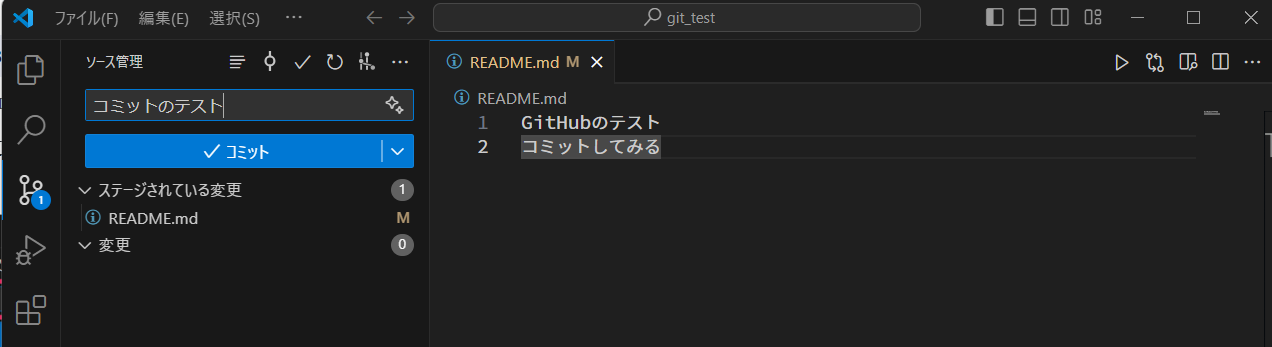 ファイル(F) 編集(E) 選択(S) ··· git_test
ソース管理
README.md M
コミットのテスト
README.md
コミット
1 GitHubのテスト
2 コミットしてみる
ステージされている変更 1
1
README.md M
変更 0